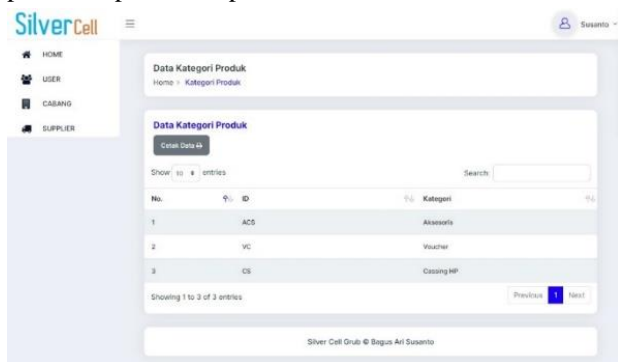 SilverCell
Susanto
HOME
USER
CABANG
SUPPLIER
Data Kategori Produk
Home > Kategori Produk
Data Kategori Produk
Cetak Data
Show 10 entries
Search:
No. ID Kategori
1 ACS Aksesoris
2 VC Voucher
3 CS Cassing HP
Showing 1 to 3 of 3 entries
Previous 1 Next
Silver Cell Grub © Bagus Ari Susanto